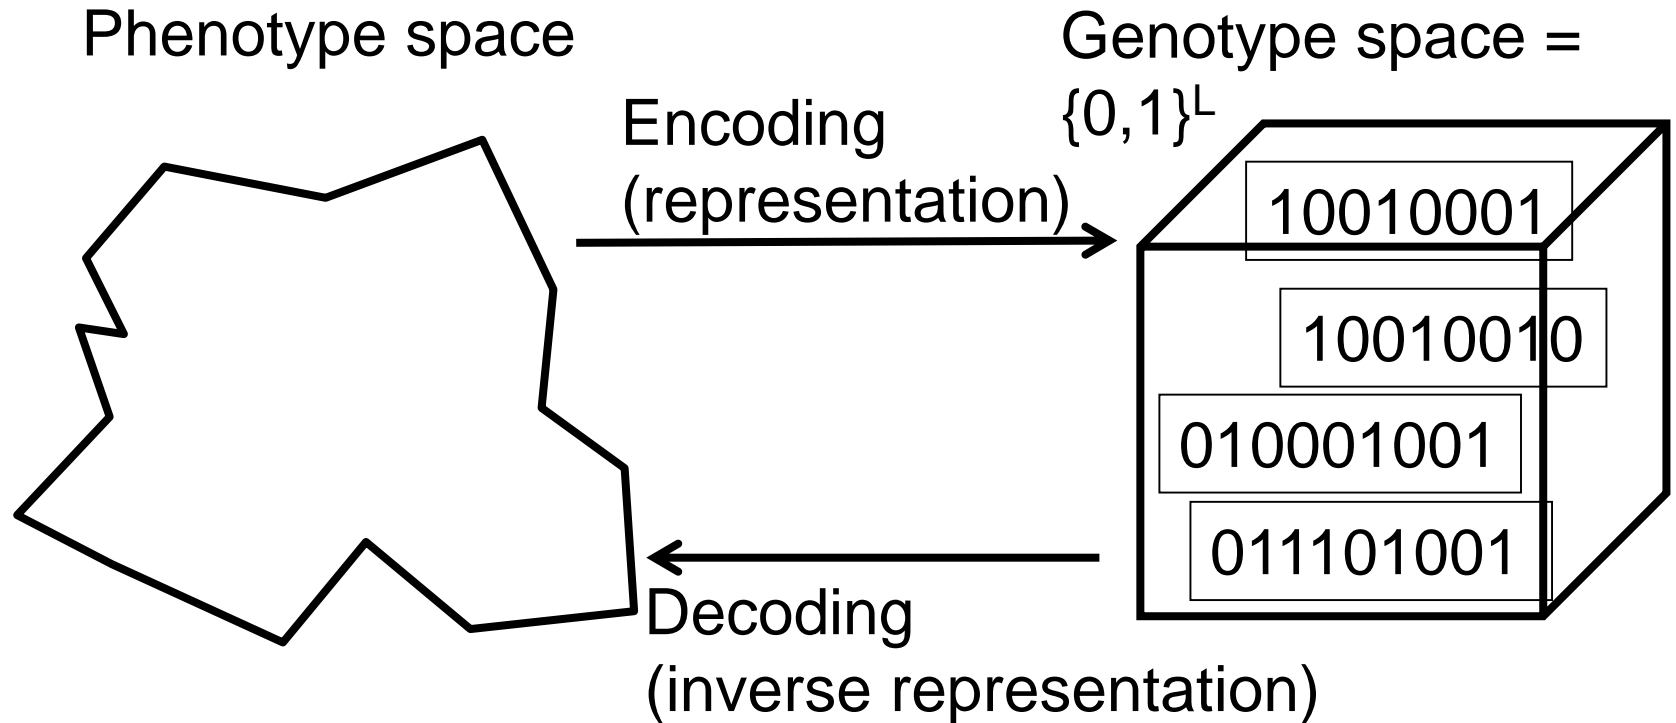 Phenotype space
Genotype space =
{0,1}ᴸ
Encoding
(representation)
10010001
10010010
010001001
011101001
Decoding
(inverse representation)